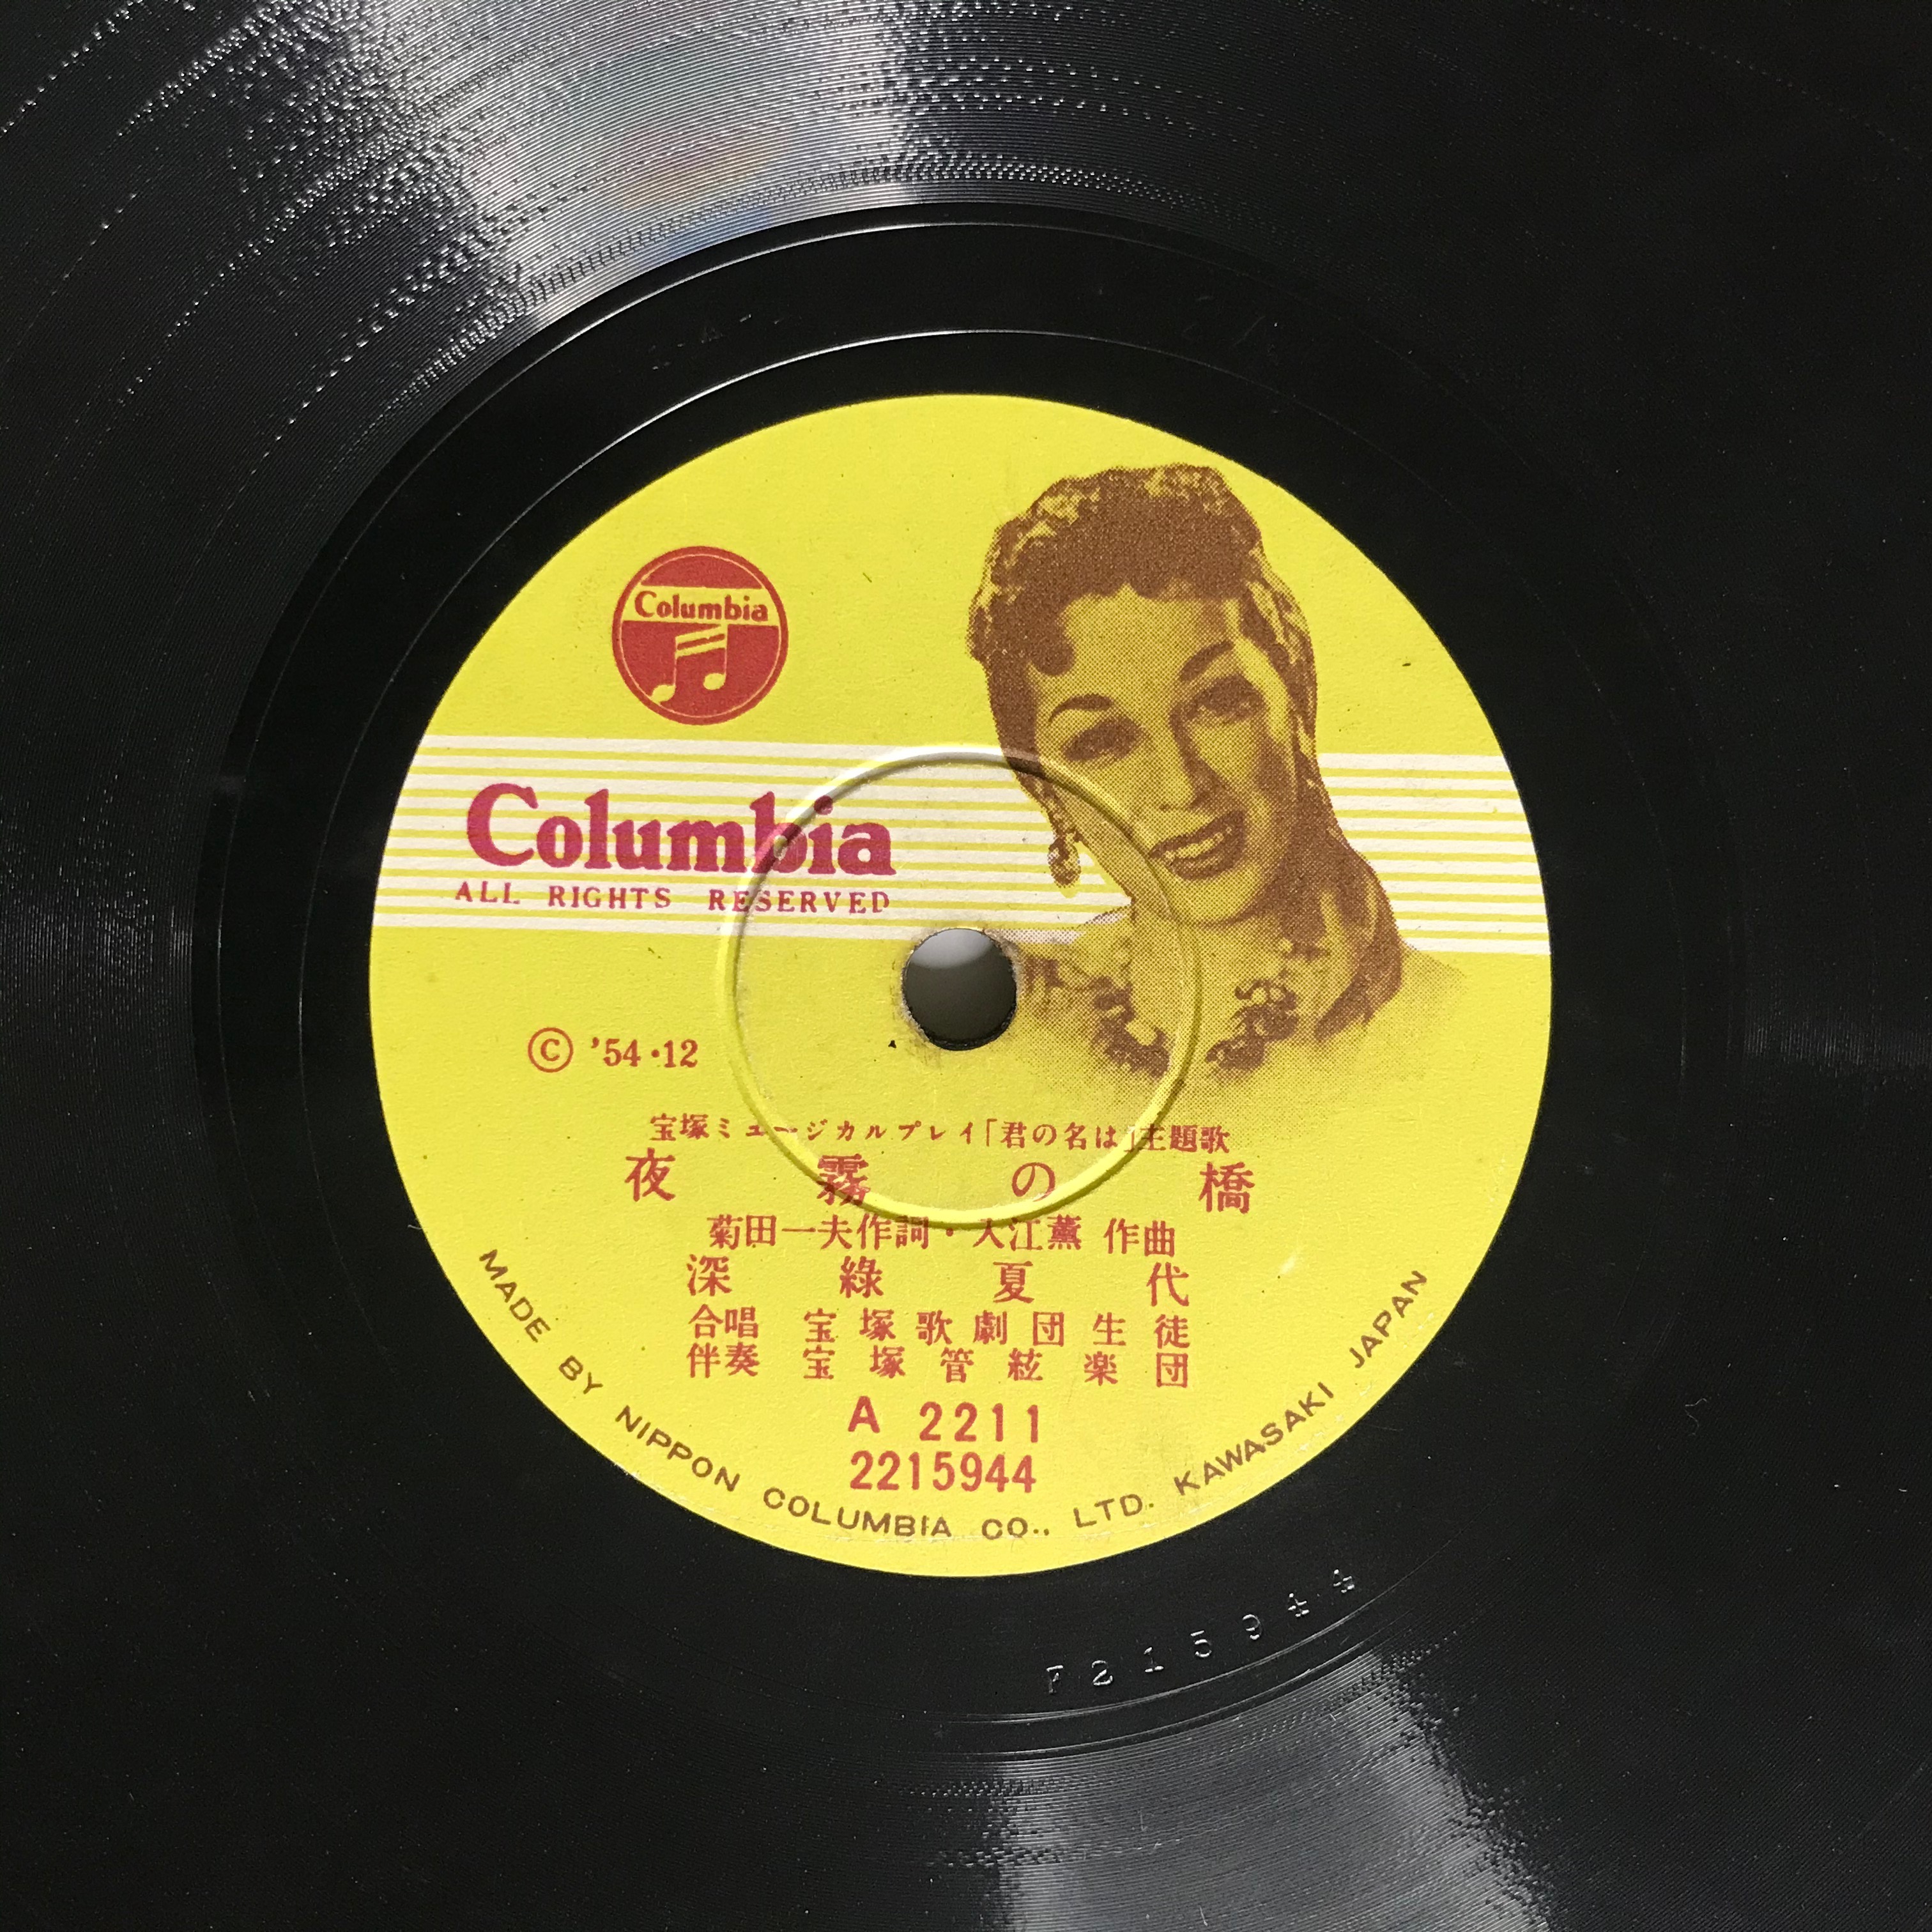 Columbia
Columbia
ALL RIGHTS RESERVED
Ⓒ '54・12
宝塚ミュージカルプレイ「君の名は」主題歌
夜霧の橋
菊田一夫作詞・入江薫 作曲
深緑夏代
合唱 宝塚歌劇団生徒
伴奏 宝塚管絃楽団
A 2211
2215944
MADE BY NIPPON COLUMBIA CO., LTD. KAWASAKI JAPAN